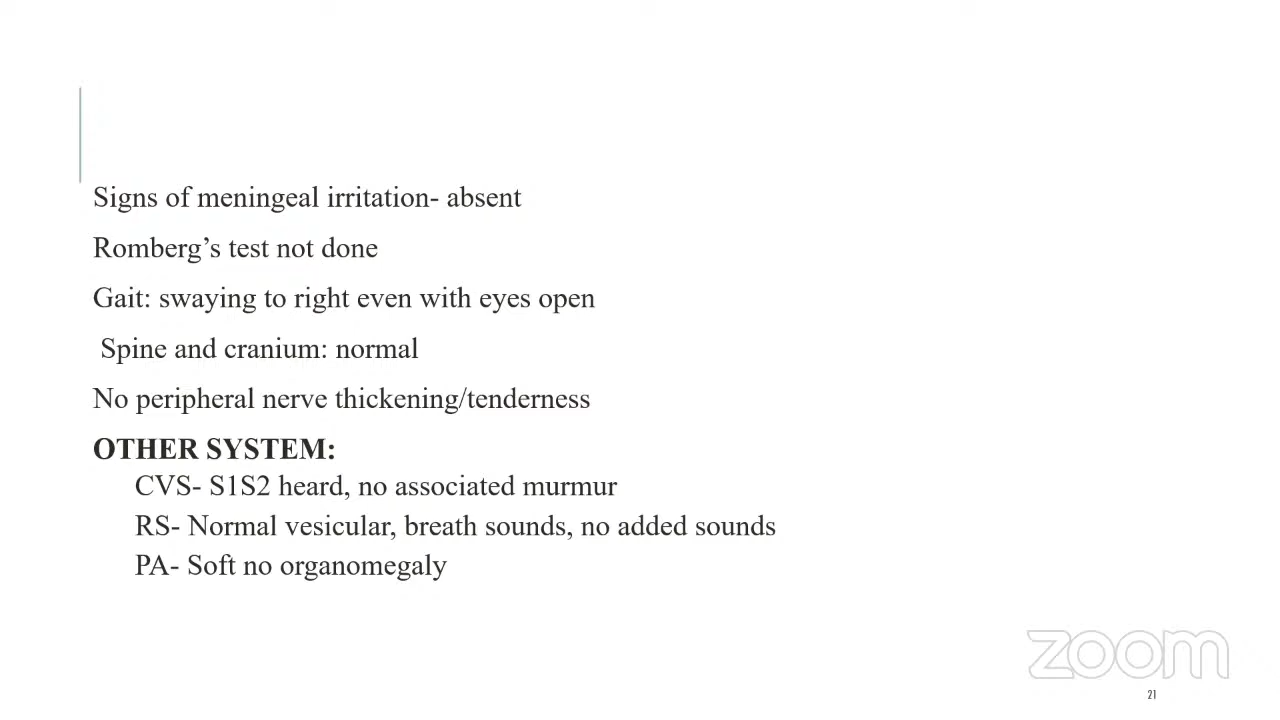 Signs of meningeal irritation- absent
Romberg’s test not done
Gait: swaying to right even with eyes open
Spine and cranium: normal
No peripheral nerve thickening/tenderness
OTHER SYSTEM:
CVS- S1S2 heard, no associated murmur
RS- Normal vesicular, breath sounds, no added sounds
PA- Soft no organomegaly
zoom
21